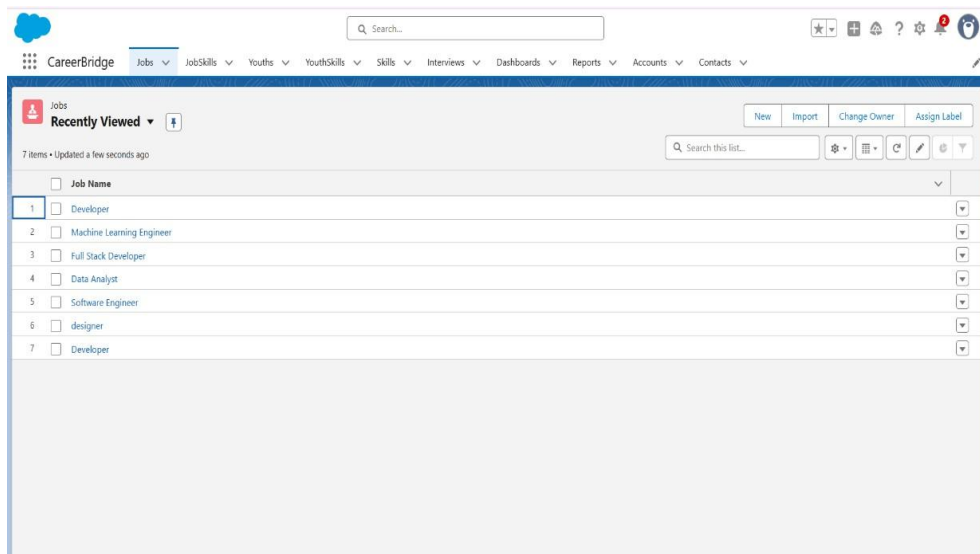 Search...
2
CareerBridge Jobs JobSkills Youths YouthSkills Skills Interviews Dashboards Reports Accounts Contacts
Jobs
Recently Viewed
New Import Change Owner Assign Label
7 items • Updated a few seconds ago
Search this list...
Job Name
1 Developer
2 Machine Learning Engineer
3 Full Stack Developer
4 Data Analyst
5 Software Engineer
6 designer
7 Developer